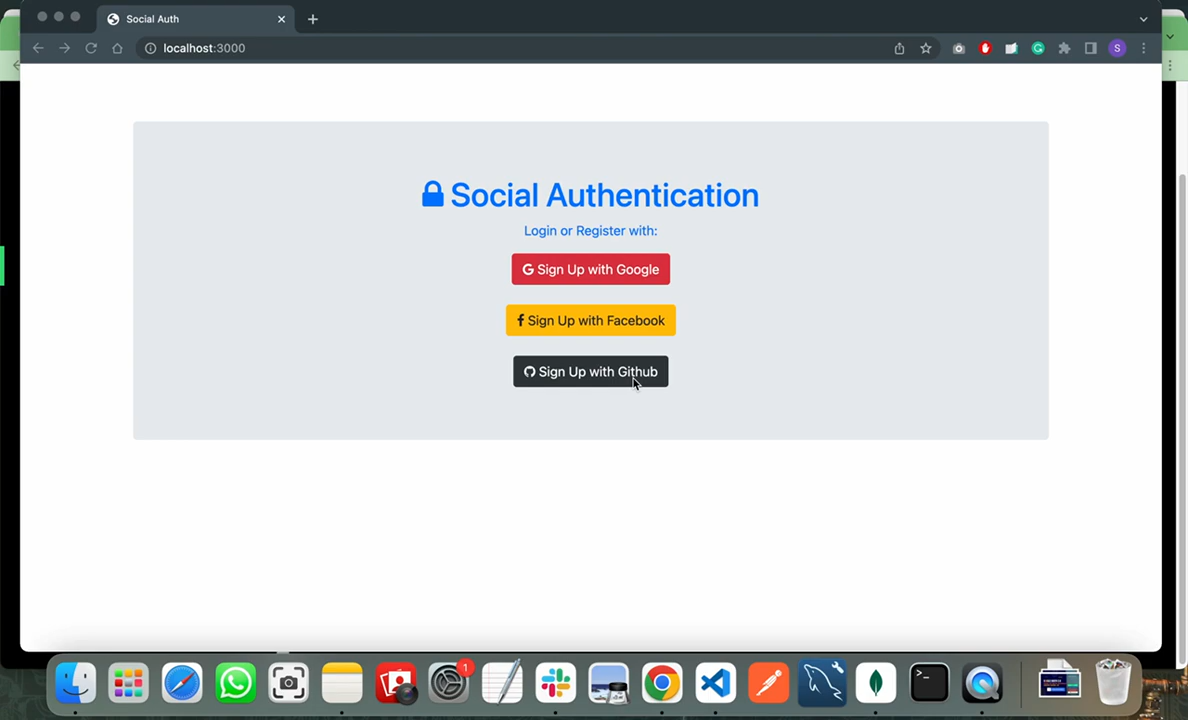 Social Auth
localhost:3000
S
Social Authentication
Login or Register with:
Sign Up with Google
Sign Up with Facebook
Sign Up with Github
1